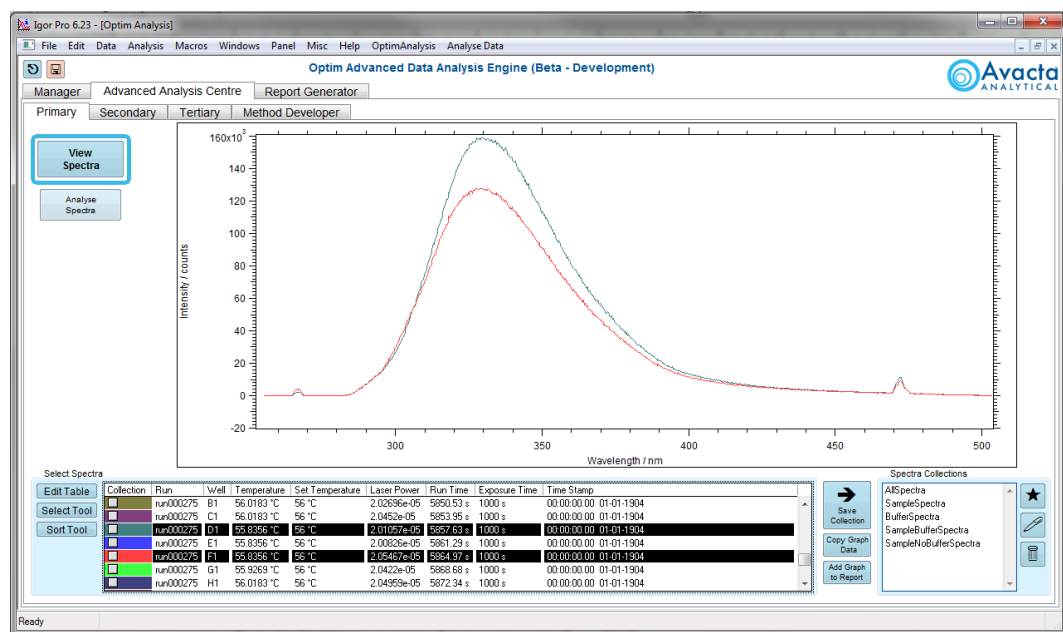 Igor Pro 6.23 - [Optim Analysis]
File Edit Data Analysis Macros Windows Panel Misc Help OptimAnalysis Analyse Data
Optim Advanced Data Analysis Engine (Beta - Development)
Avacta
ANALYTICAL
Manager Advanced Analysis Centre Report Generator
Primary Secondary Tertiary Method Developer
View
Spectra
Analyse
Spectra
160x10³
140
120
100
80
60
40
20
0
-20
Intensity / counts
300 350 400 450 500
Wavelength / nm
Select Spectra
Edit Table
Select Tool
Sort Tool
Collection Run Well Temperature Set Temperature Laser Power Run Time Exposure Time Time Stamp
run000275 B1 56.0183 °C 56 °C 2.02696e-05 5850.53 s 1000 s 00:00:00.00 01-01-1904
run000275 C1 56.0183 °C 56 °C 2.0452e-05 5853.95 s 1000 s 00:00:00.00 01-01-1904
run000275 D1 55.8356 °C 56 °C 2.01057e-05 5857.63 s 1000 s 00:00:00.00 01-01-1904
run000275 E1 55.8356 °C 56 °C 2.00826e-05 5861.29 s 1000 s 00:00:00.00 01-01-1904
run000275 F1 55.8356 °C 56 °C 2.05467e-05 5864.97 s 1000 s 00:00:00.00 01-01-1904
run000275 G1 55.9269 °C 56 °C 2.0422e-05 5868.68 s 1000 s 00:00:00.00 01-01-1904
run000275 H1 56.0183 °C 56 °C 2.04959e-05 5872.34 s 1000 s 00:00:00.00 01-01-1904
Save
Collection
Copy Graph
Data
Add Graph
to Report
Spectra Collections
AllSpectra
SampleSpectra
BufferSpectra
SampleBufferSpectra
SampleNoBufferSpectra
Ready